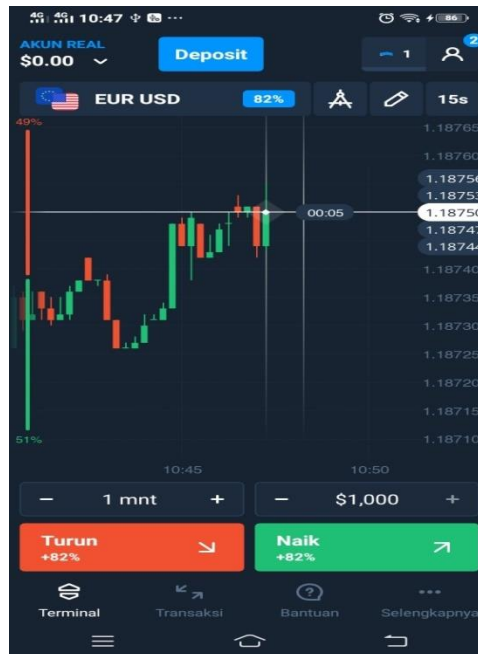 4G 4G 10:47 ... 86
AKUN REAL
$0.00
Deposit
1
2
EUR USD
82%
15s
49%
1.18765
1.18760
1.18756
1.18753
1.18750
00:05
1.18747
1.18744
1.18740
1.18735
1.18730
1.18725
1.18720
1.18715
1.18710
51%
10:45
10:50
− 1 mnt +
− $1,000 +
Turun
+82%
Naik
+82%
Terminal
Transaksi
Bantuan
Selengkapnya